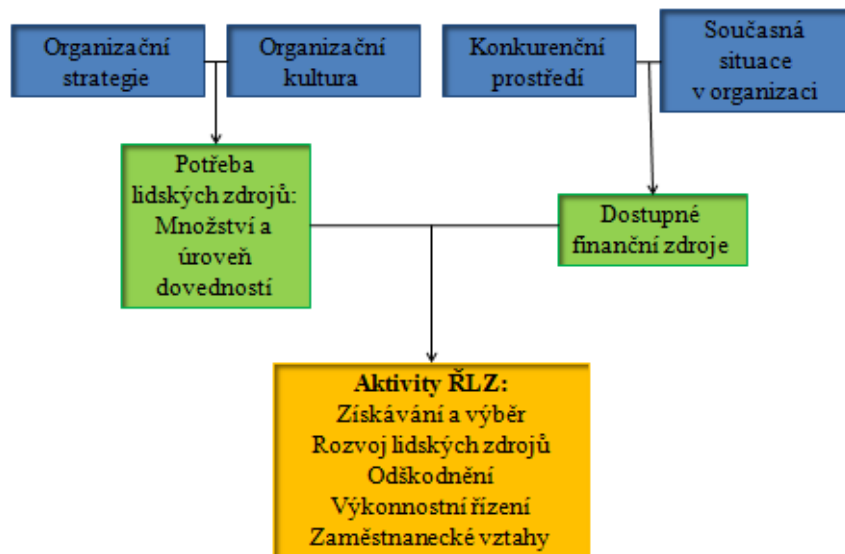 Organizační
strategie
Organizační
kultura
Konkurenční
prostředí
Současná
situace
v organizaci
Potřeba
lidských zdrojů:
Množství a
úroveň
dovedností
Dostupné
finanční zdroje
Aktivity ŘLZ:
Získávání a výběr
Rozvoj lidských zdrojů
Odškodnění
Výkonnostní řízení
Zaměstnanecké vztahy